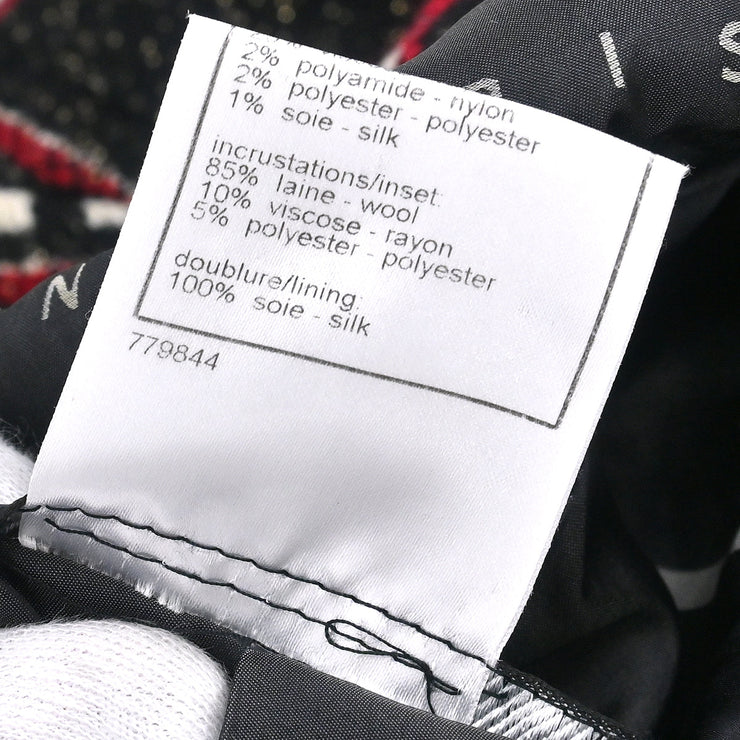 2% polyamide - nylon
2% polyester - polyester
1% soie - silk
incrustations/inset:
85% laine - wool
10% viscose - rayon
5% polyester - polyester
doublure/lining:
100% soie - silk
779844
I S
N